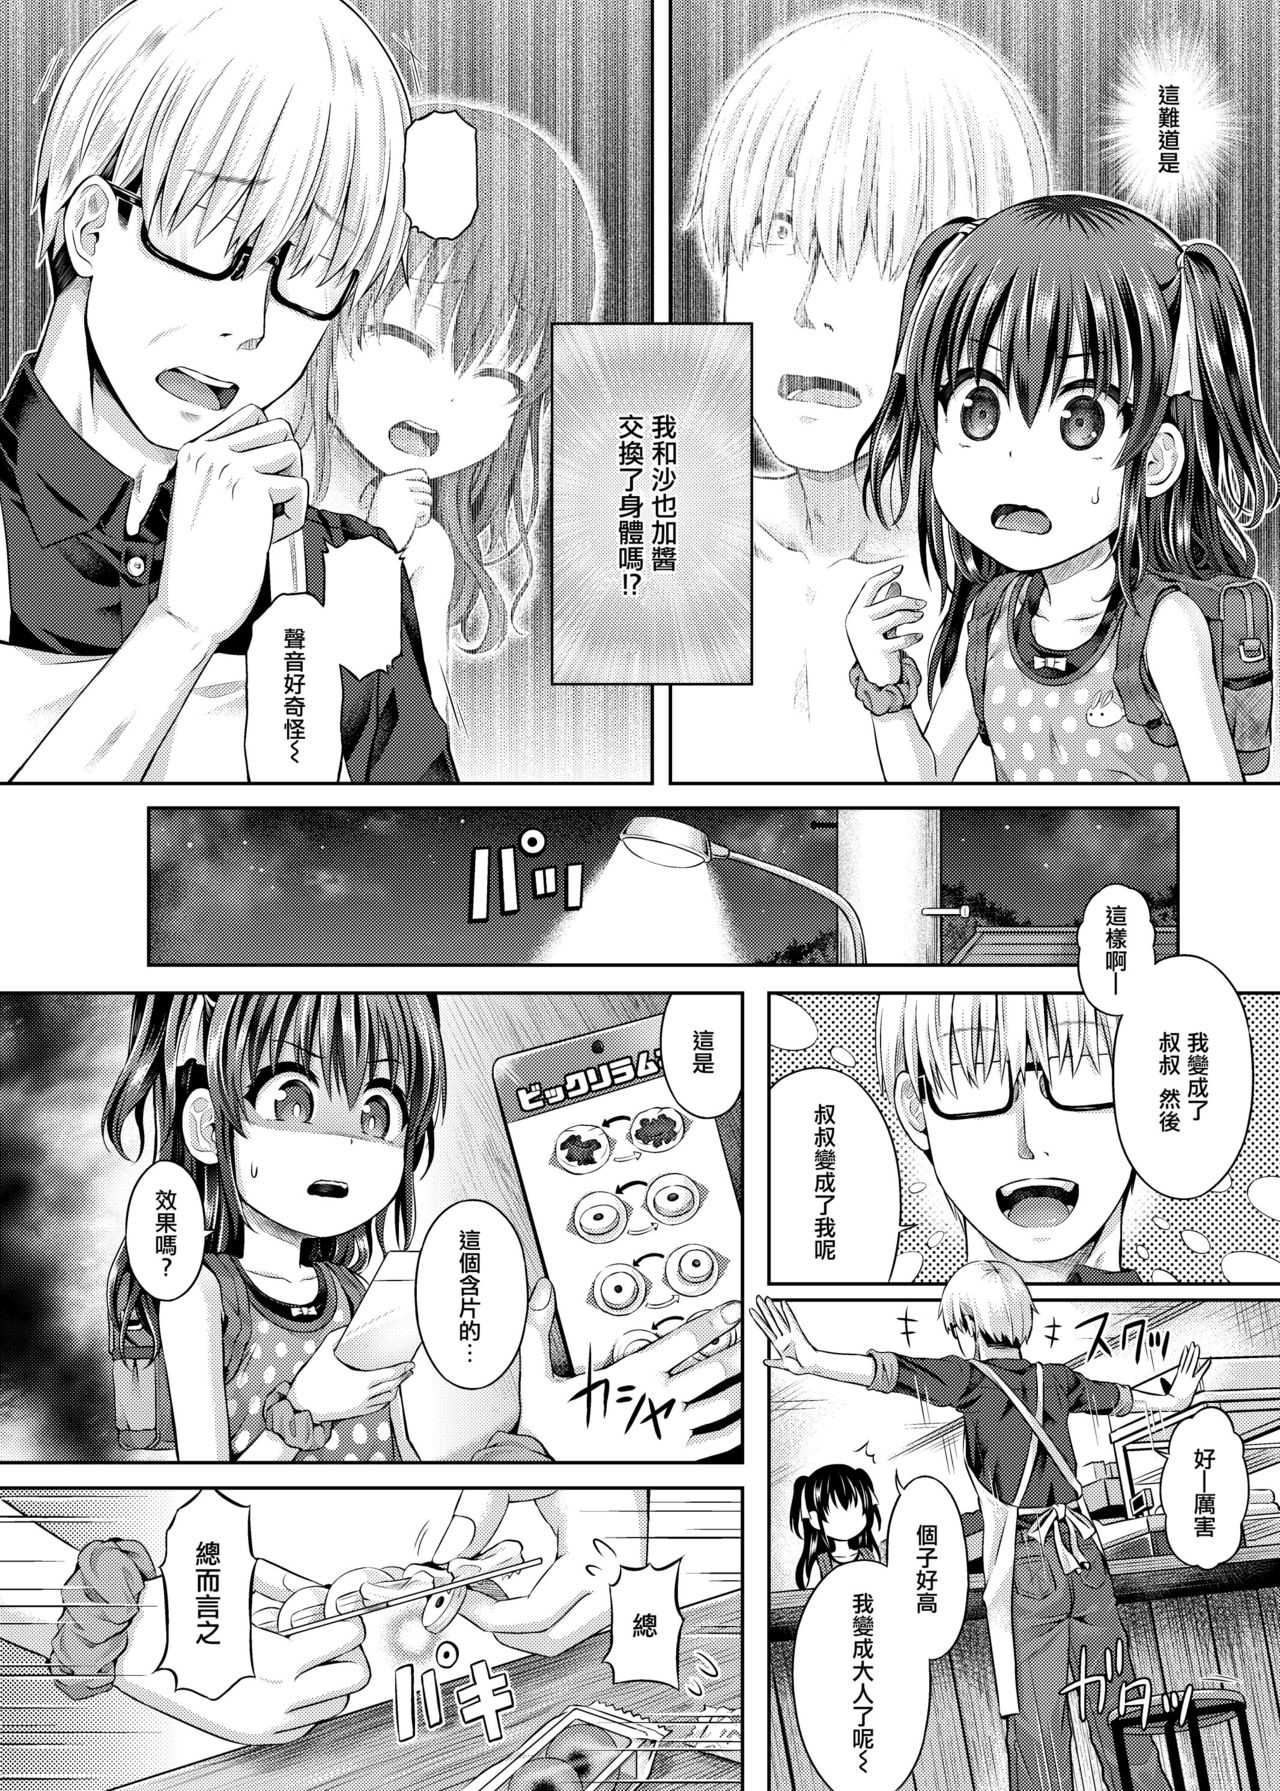 這難道是
我和沙也加醬
交換了身體嗎!?
聲音好奇怪～
パッ
這樣啊—
我變成了
叔叔 然後
叔叔變成了我呢
スクッ
好—厲害
個子好高
我變成大人了呢～
ガタッ
這是
ビックリラム
カシャ
這個含片的…
效果嗎？
總
總而言之
パキ